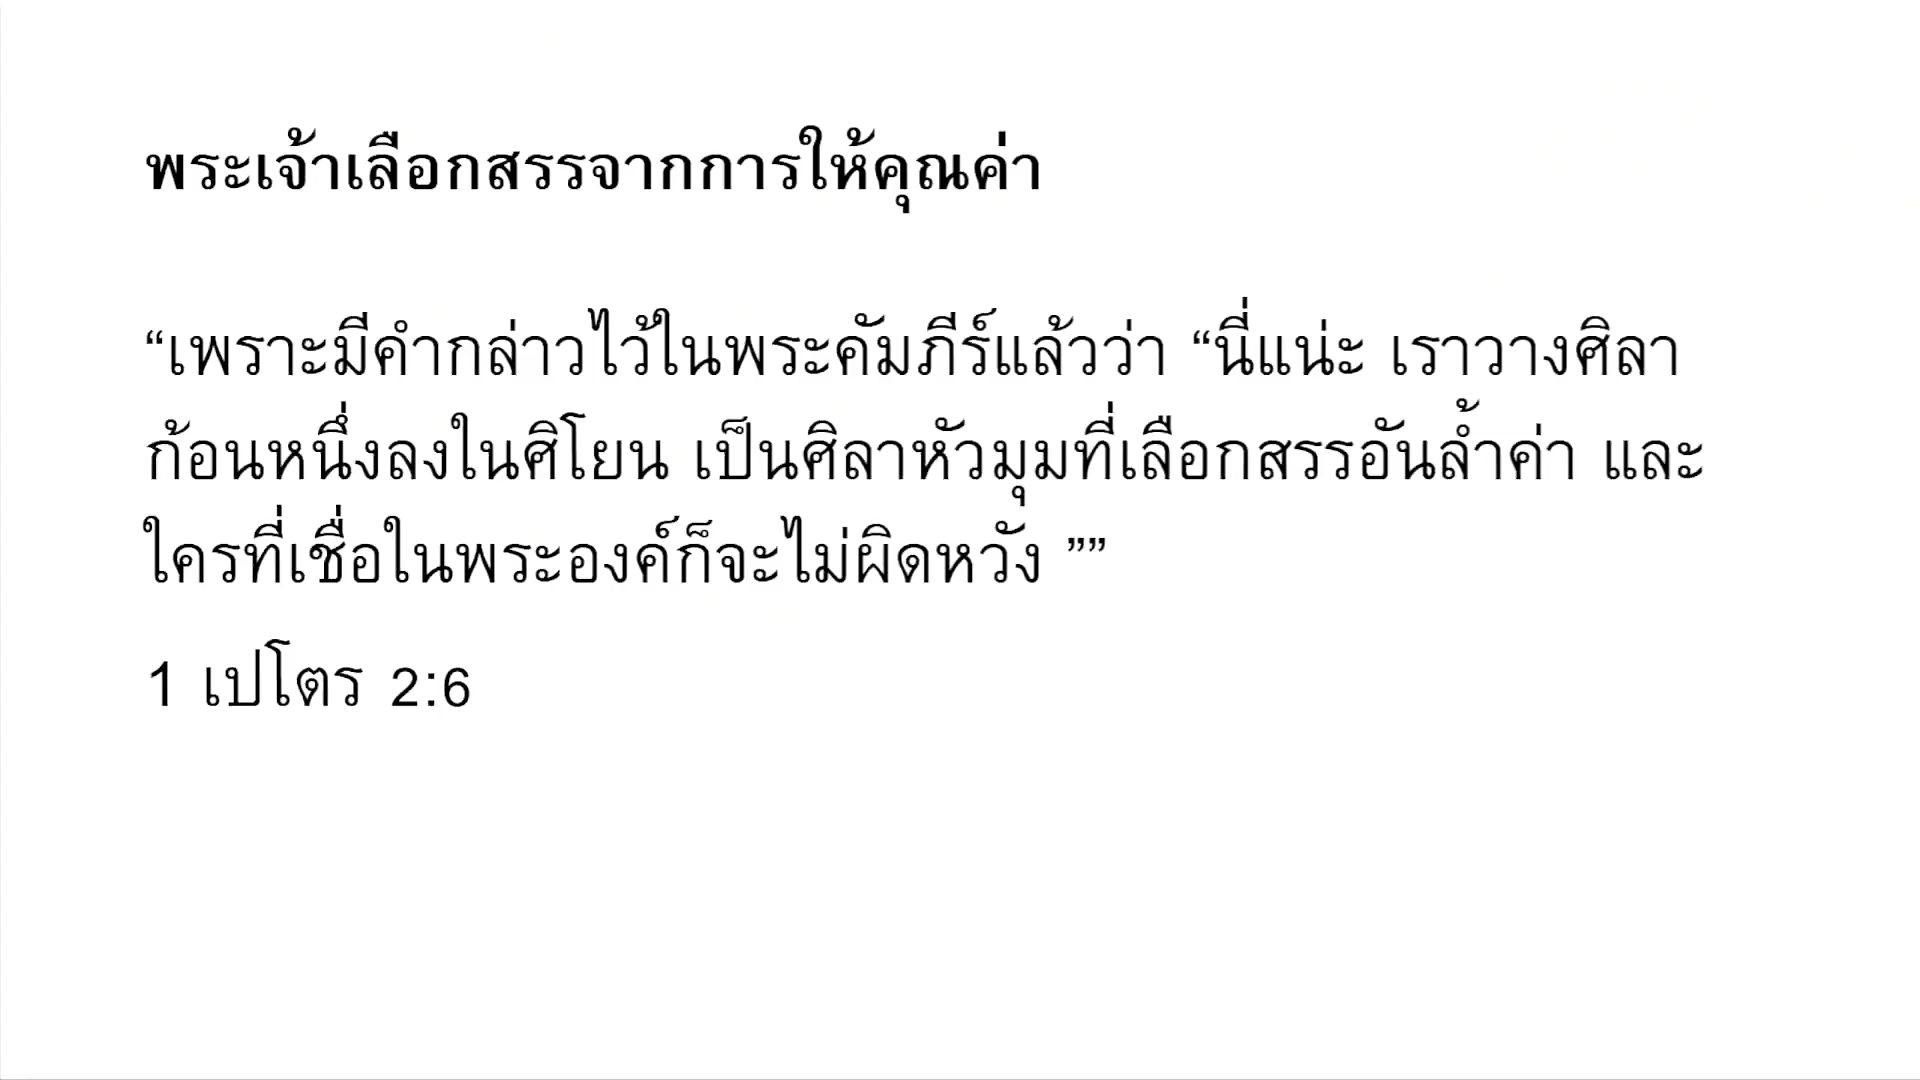 พระเจ้าเลือกสรรจากการให้คุณค่า
“เพราะมีคำกล่าวไว้ในพระคัมภีร์แล้วว่า “นี่แน่ะ เราวางศิลา
ก้อนหนึ่งลงในศิโยน เป็นศิลาหัวมุมที่เลือกสรรอันล้ำค่า และ
ใครที่เชื่อในพระองค์ก็จะไม่ผิดหวัง ””
1 เปโตร 2:6